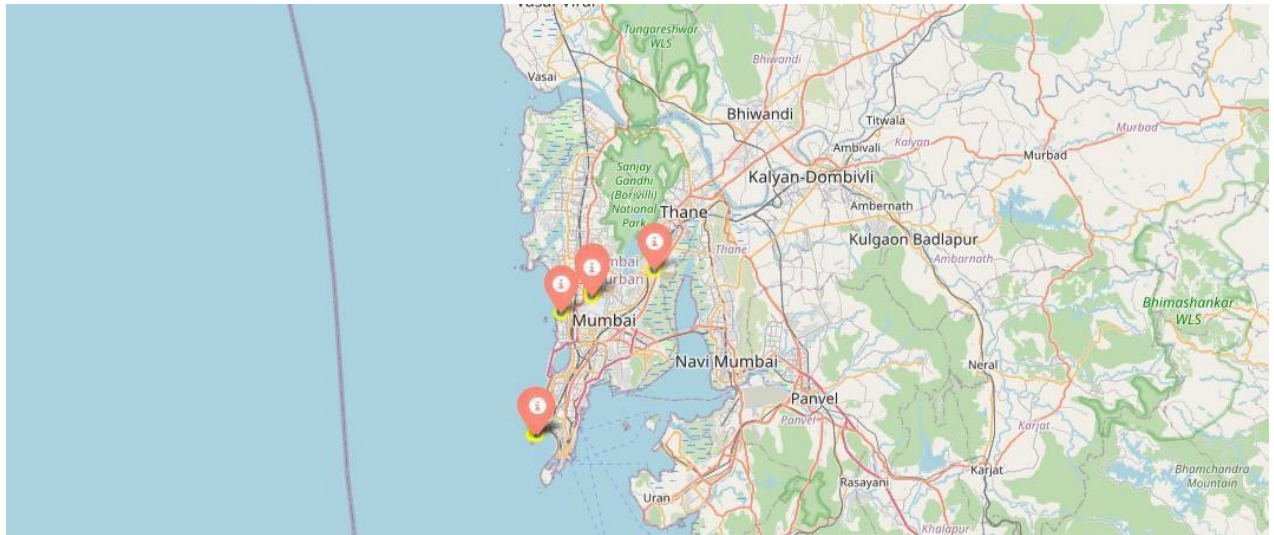 Tungareshwar
WLS
Bhiwandi
Vasai
Bhiwandi
Titwala
Ambivali
Kalyan
Murbad
Murbad
Sanjay
Gandhi
(Borivilli)
National
Park
Kalyan-Dombivli
Ambernath
Thane
Thane
Kulgaon Badlapur
Ambarnath
Bhimashankar
WLS
Mumbai
Navi Mumbai
Neral
Panvel
Panvel
Karjat
Karjat
Bhamchandra
Mountain
Rasayani
Uran
Khalapur